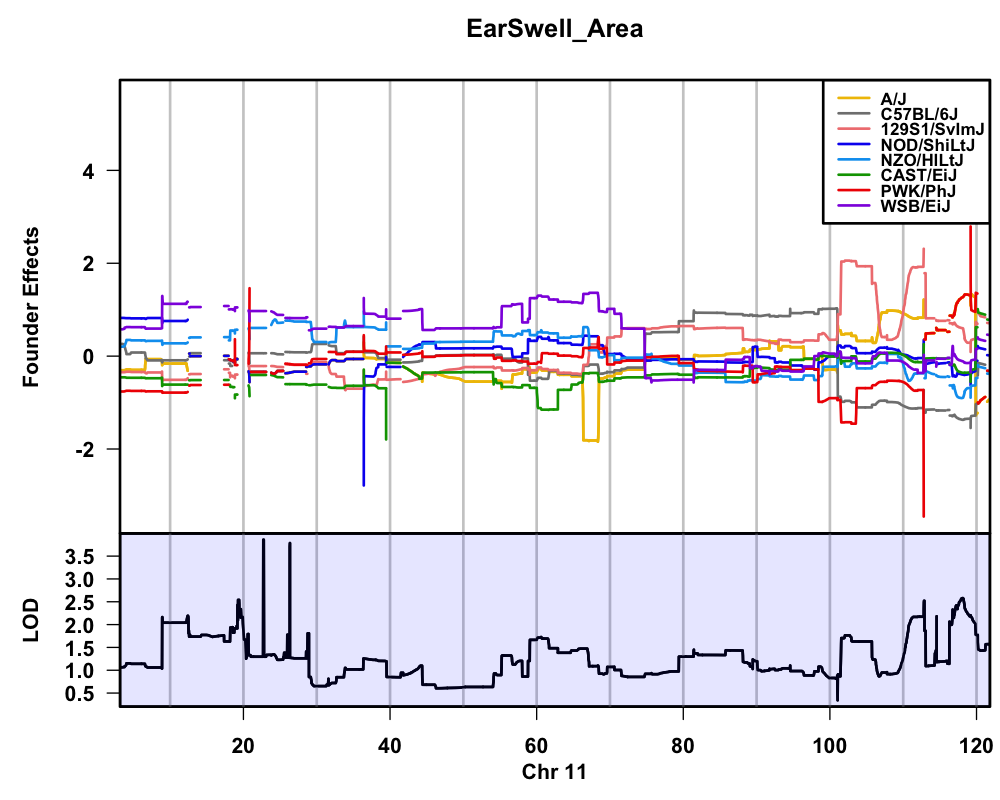 EarSwell_Area
A/J
C57BL/6J
129S1/SvImJ
NOD/ShiLtJ
NZO/HlLtJ
CAST/EiJ
PWK/PhJ
WSB/EiJ
Founder Effects
4
2
0
-2
LOD
3.5
3.0
2.5
2.0
1.5
1.0
0.5
20 40 60 80 100 120
Chr 11